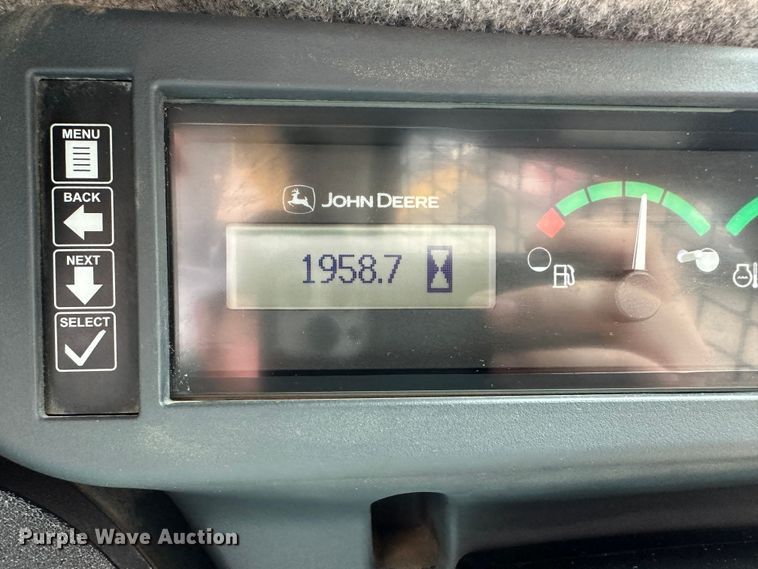 MENU
BACK
NEXT
SELECT
JOHN DEERE
1958.7
Purple Wave Auction®